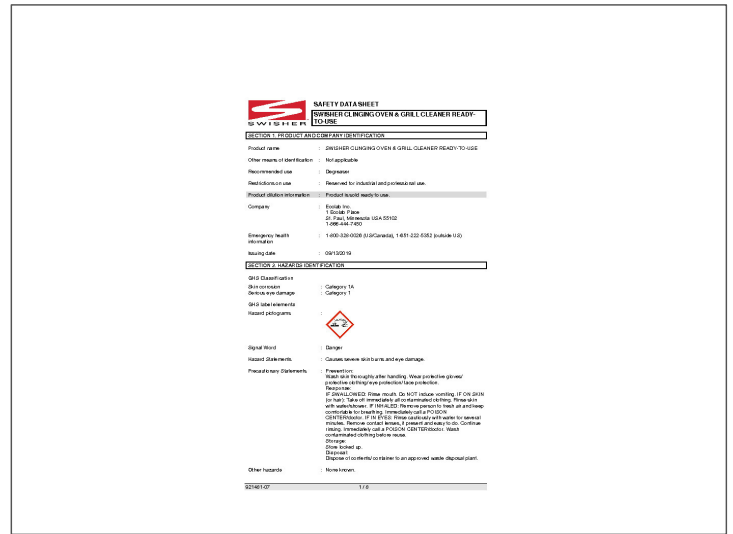 SAFETY DATA SHEET
SWISHER CLINGING OVEN & GRILL CLEANER READY-
TO-USE
SWISHER
SECTION 1. PRODUCT AND COMPANY IDENTIFICATION
Product name : SWISHER CLINGING OVEN & GRILL CLEANER READY-TO-USE
Other means of identification : Not applicable
Recommended use : Degreaser
Restrictions on use : Reserved for industrial and professional use.
Product dilution information : Product is sold ready to use.
Company : Ecolab Inc.
1 Ecolab Place
St. Paul, Minnesota USA 55102
1-866-444-7450
Emergency health : 1-800-328-0026 (US/Canada), 1-651-222-5352 (outside US)
information
Issuing date : 09/13/2019
SECTION 2. HAZARDS IDENTIFICATION
GHS Classification
Skin corrosion : Category 1A
Serious eye damage : Category 1
GHS label elements
Hazard pictograms :
Signal Word : Danger
Hazard Statements : Causes severe skin burns and eye damage.
Precautionary Statements : Prevention:
Wash skin thoroughly after handling. Wear protective gloves/
protective clothing/ eye protection/ face protection.
Response:
IF SWALLOWED: Rinse mouth. Do NOT induce vomiting. IF ON SKIN
(or hair): Take off immediately all contaminated clothing. Rinse skin
with water/shower. IF INHALED: Remove person to fresh air and keep
comfortable for breathing. Immediately call a POISON
CENTER/doctor. IF IN EYES: Rinse cautiously with water for several
minutes. Remove contact lenses, if present and easy to do. Continue
rinsing. Immediately call a POISON CENTER/doctor. Wash
contaminated clothing before reuse.
Storage:
Store locked up.
Disposal:
Dispose of contents/ container to an approved waste disposal plant.
Other hazards : None known.
921461-07 1 / 8